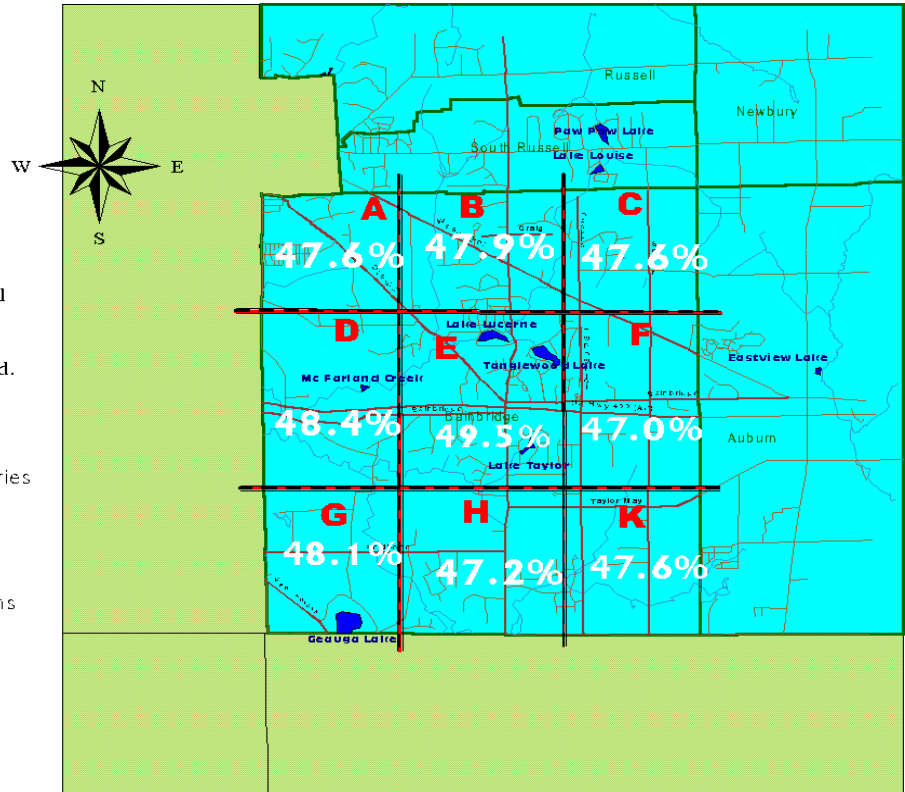 Russell
N
Newbury
Paw Paw Lake
South Russell
Lake Louise
W E
S
A B C
Craig
47.6% 47.9% 47.6%
l
D E F
Lake Lucerne
Eastview Lake
Tanglewood Lake
d.
Mc Farland Creek
Bainbridge
Bainbridge
48.4% Bainbridge 47.0%
49.5% Auburn
Lake Taylor
ries
Taylor May
G H K
48.1% 47.2% 47.6%
ns
Geauga Lake